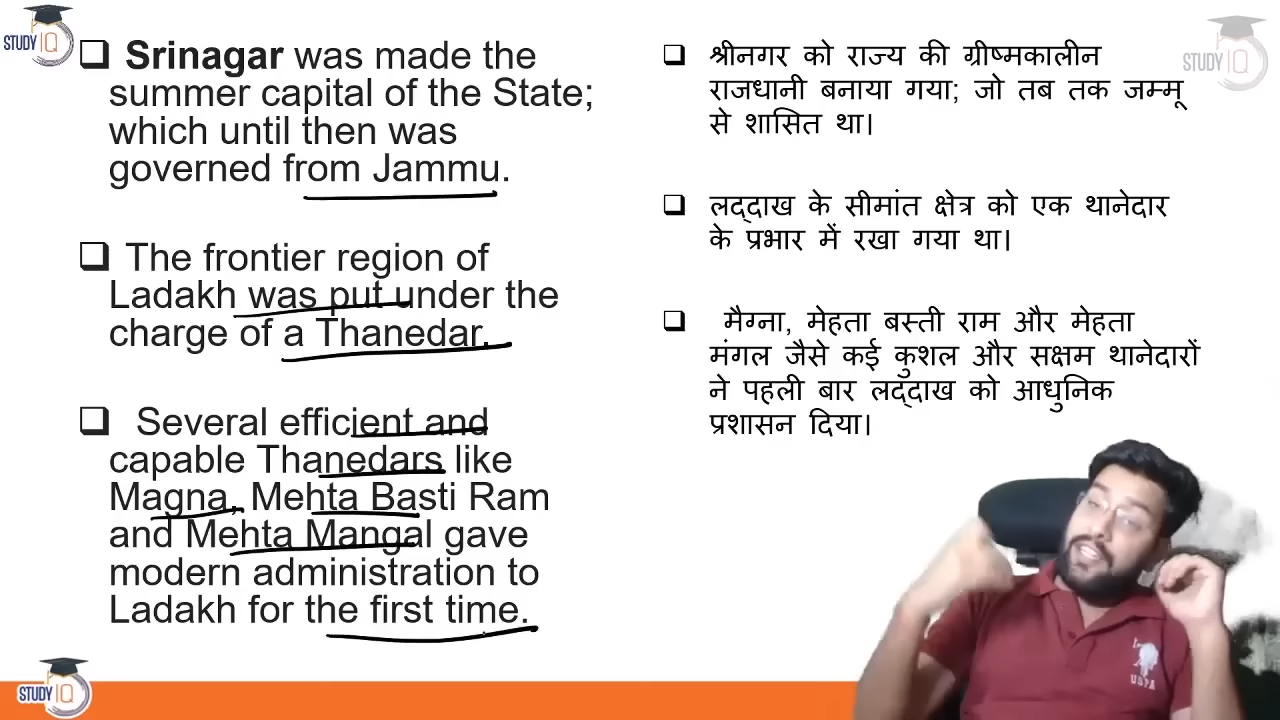 STUDY IQ
❑ Srinagar was made the
summer capital of the State;
which until then was
governed from Jammu.
❑ The frontier region of
Ladakh was put under the
charge of a Thanedar.
❑ Several efficient and
capable Thanedars like
Magna, Mehta Basti Ram
and Mehta Mangal gave
modern administration to
Ladakh for the first time.
STUDY IQ
❑ श्रीनगर को राज्य की ग्रीष्मकालीन
राजधानी बनाया गया; जो तब तक जम्मू
से शासित था।
❑ लद्दाख के सीमांत क्षेत्र को एक थानेदार
के प्रभार में रखा गया था।
❑ मैग्ना, मेहता बस्ती राम और मेहता
मंगल जैसे कई कुशल और सक्षम थानेदारों
ने पहली बार लद्दाख को आधुनिक
प्रशासन दिया।
STUDY IQ
USPA